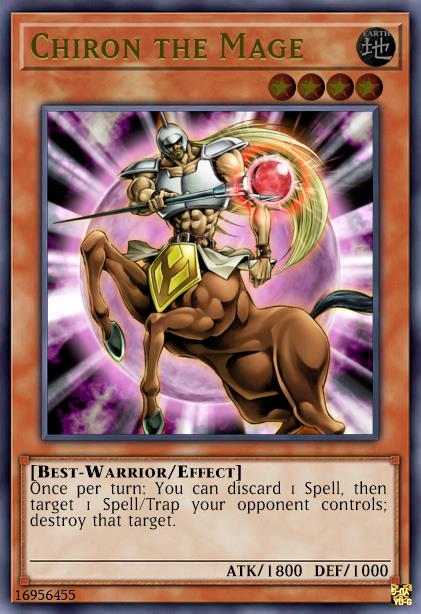 CHIRON THE MAGE
EARTH
地
[BEST-WARRIOR/EFFECT]
Once per turn: You can discard 1 Spell, then
target 1 Spell/Trap your opponent controls;
destroy that target.
ATK/1800 DEF/1000
16956455